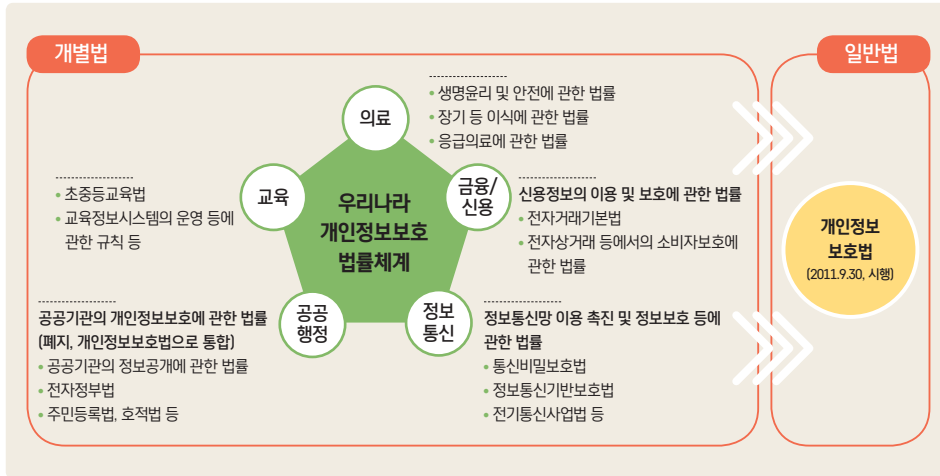 개별법
일반법
의료
• 생명윤리 및 안전에 관한 법률
• 장기 등 이식에 관한 법률
• 응급의료에 관한 법률
교육
• 초중등교육법
• 교육정보시스템의 운영 등에
관한 규칙 등
우리나라
개인정보보호
법률체계
금융/
신용
신용정보의 이용 및 보호에 관한 법률
• 전자거래기본법
• 전자상거래 등에서의 소비자보호에
관한 법률
개인정보
보호법
(2011.9.30, 시행)
공공
행정
공공기관의 개인정보보호에 관한 법률
(폐지, 개인정보보호법으로 통합)
• 공공기관의 정보공개에 관한 법률
• 전자정부법
• 주민등록법, 호적법 등
정보
통신
정보통신망 이용 촉진 및 정보보호 등에
관한 법률
• 통신비밀보호법
• 정보통신기반보호법
• 전기통신사업법 등